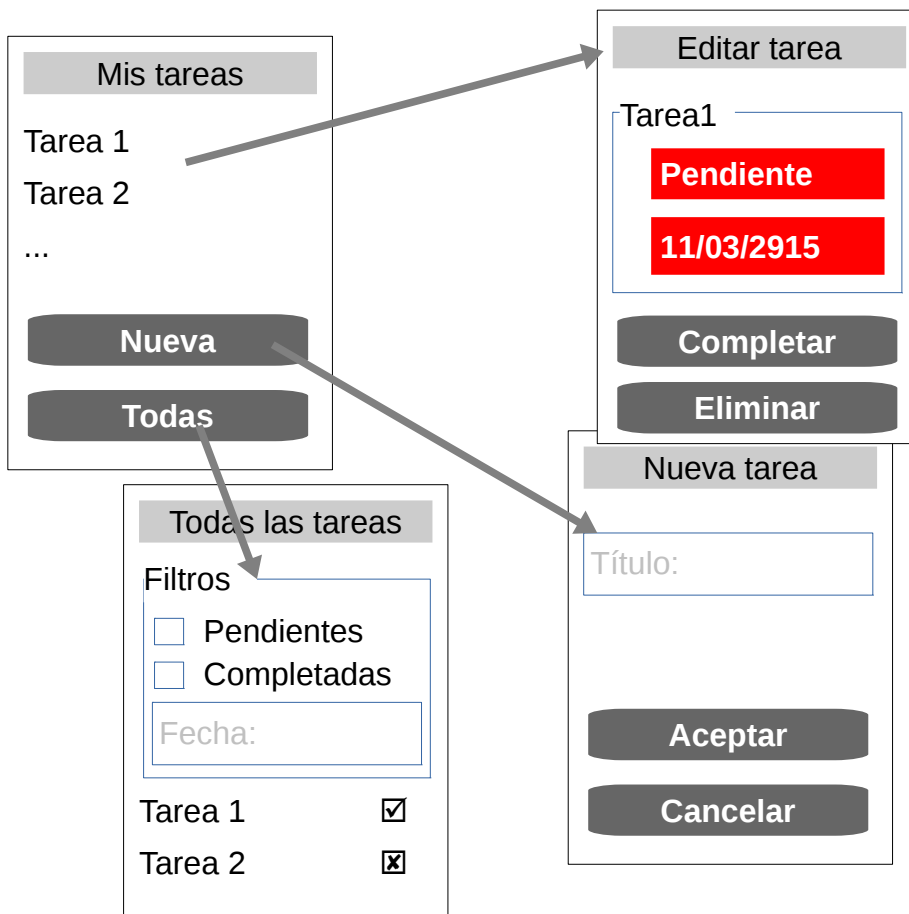 Mis tareas
Tarea 1
Tarea 2
...
Nueva
Todas
Editar tarea
Tarea1
Pendiente
11/03/2915
Completar
Eliminar
Todas las tareas
Filtros
Pendientes
Completadas
Fecha:
Tarea 1
Tarea 2
Nueva tarea
Título:
Aceptar
Cancelar